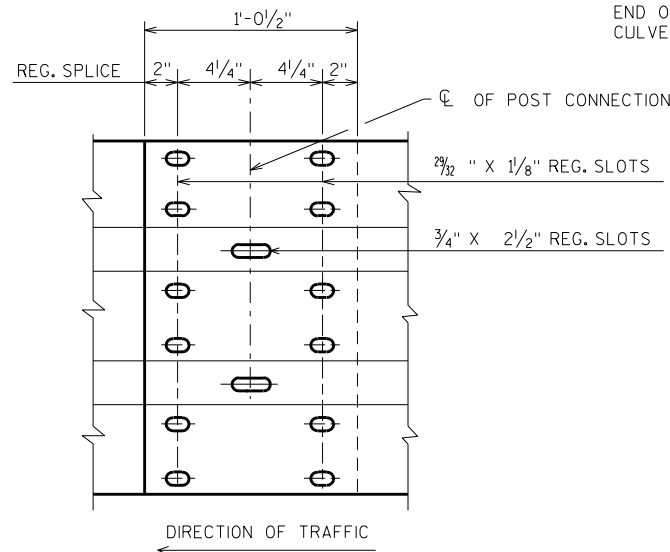 1'-0½"
END O
CULVE
REG. SPLICE 2" 4¼" 4¼" 2"
℄ OF POST CONNECTION
29/32 " X 1⅛" REG. SLOTS
¾" X 2½" REG. SLOTS
DIRECTION OF TRAFFIC